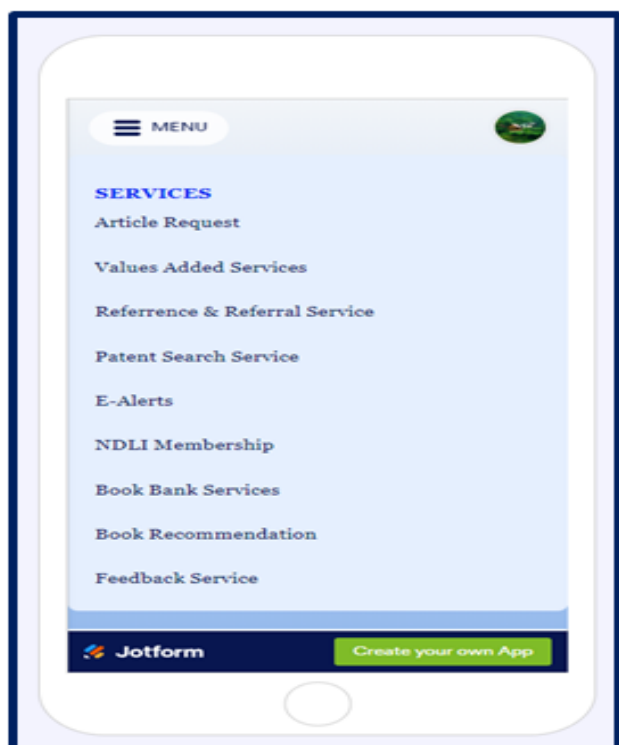 MENU
SERVICES
Article Request
Values Added Services
Referrence & Referral Service
Patent Search Service
E-Alerts
NDLI Membership
Book Bank Services
Book Recommendation
Feedback Service
Jotform Create your own App